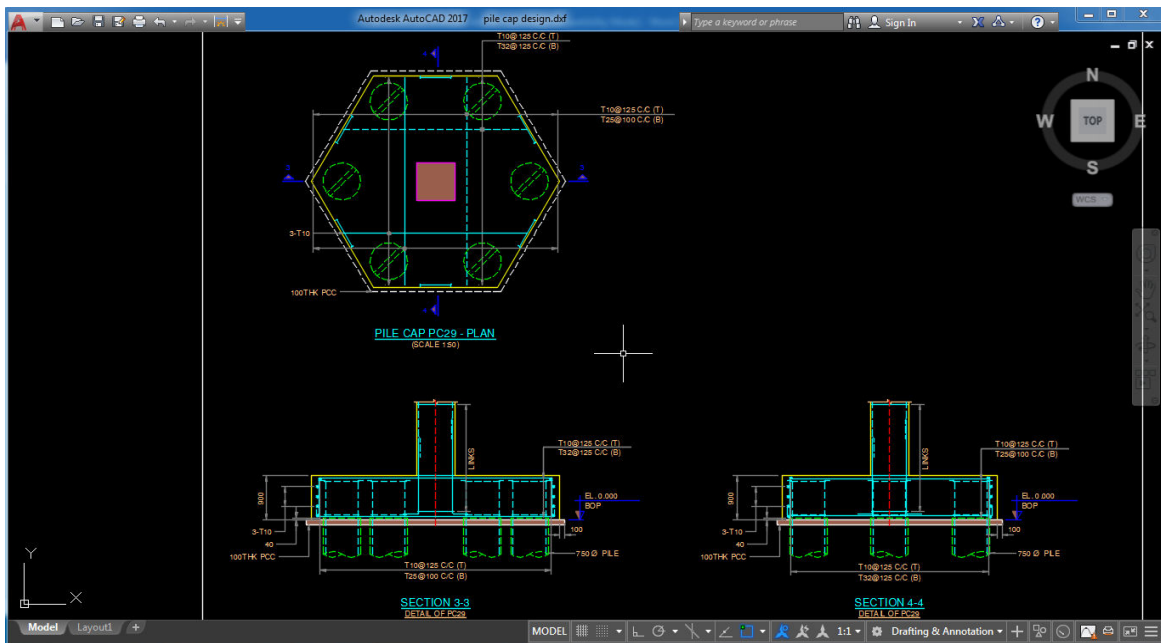 Autodesk AutoCAD 2017 pile cap design.dxf
Type a keyword or phrase
Sign In
T10@125 C/C (T)
T32@125 C/C (B)
4
T10@125 C/C (T)
T25@100 C/C (B)
3
3
3-T10
100THK PCC
4
PILE CAP PC29 - PLAN
(SCALE 1:50)
N
W TOP E
S
WCS
LINKS
T10@125 C/C (T)
T32@125 C/C (B)
900
EL. 0.000
BOP
3-T10
40
100THK PCC
100
750 Ø PILE
T10@125 C/C (T)
T25@100 C/C (B)
SECTION 3-3
DETAIL OF PC29
LINKS
T10@125 C/C (T)
T25@100 C/C (B)
900
EL. 0.000
BOP
3-T10
40
100THK PCC
100
750 Ø PILE
T10@125 C/C (T)
T32@125 C/C (B)
SECTION 4-4
DETAIL OF PC29
Y
X
Model Layout1 +
MODEL 1:1 Drafting & Annotation